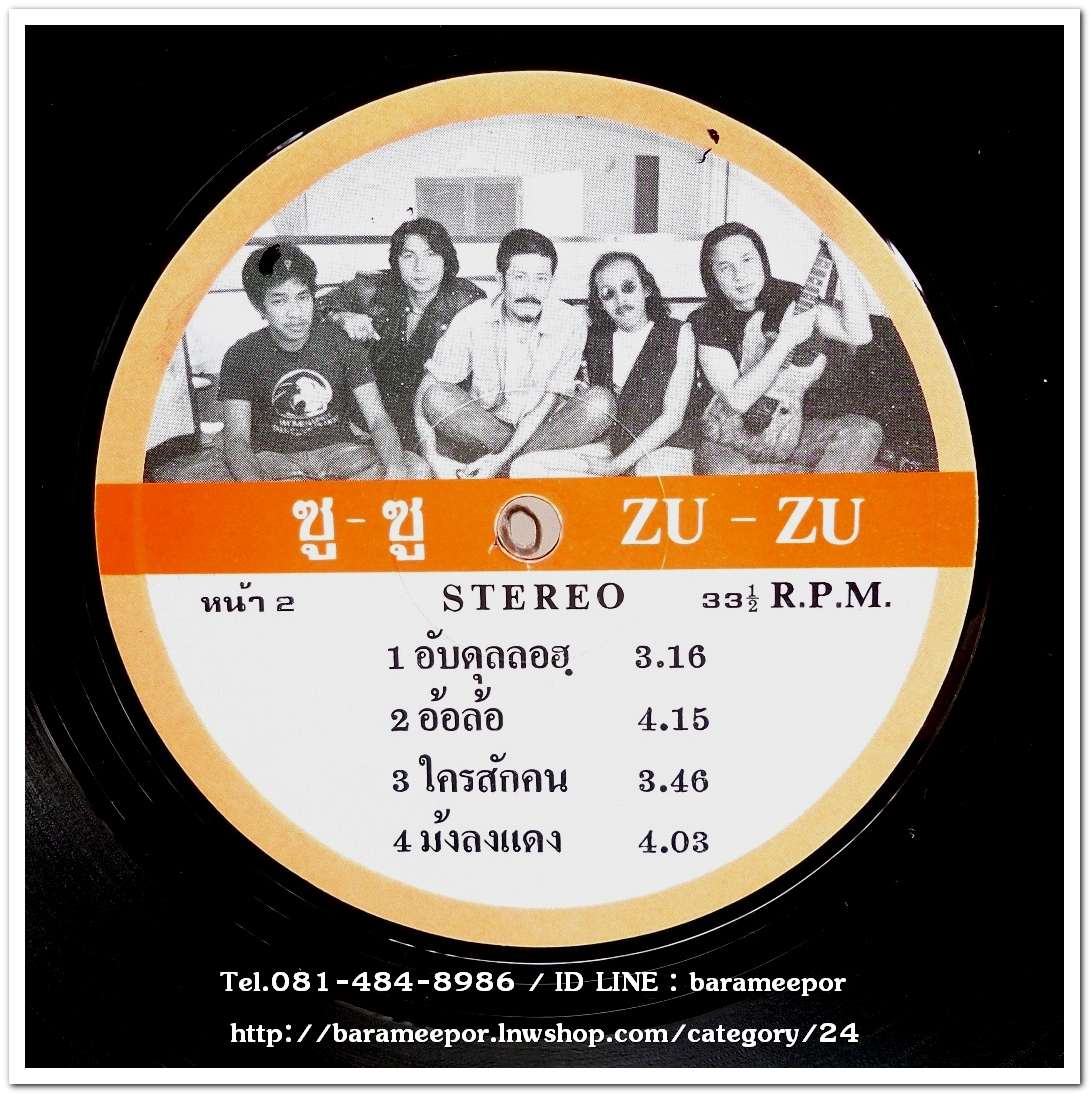 ซู - ซู ZU - ZU
หน้า 2 STEREO 33½ R.P.M.
1 อับดุลลอฮฺ 3.16
2 อ้อล้อ 4.15
3 ใครสักคน 3.46
4 ม้งลงแดง 4.03
Tel.081-484-8986 / ID LINE : barameepor
http://barameepor.lnwshop.com/category/24